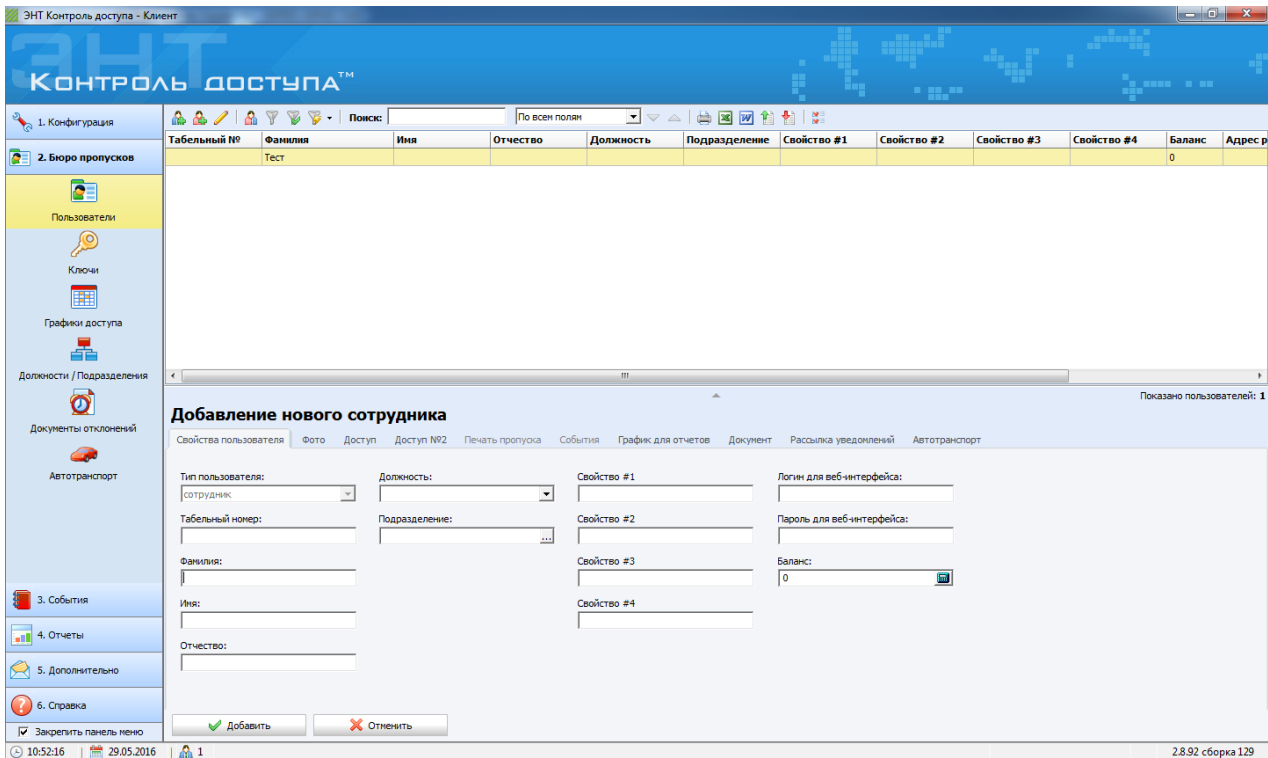 ЭНТ Контроль доступа - Клиент
ЭНТ
Контроль доступа™
1. Конфигурация
Поиск:
По всем полям
2. Бюро пропусков
Табельный № Фамилия Имя Отчество Должность Подразделение Свойство #1 Свойство #2 Свойство #3 Свойство #4 Баланс Адрес р
Тест 0
Пользователи
Ключи
Графики доступа
Должности / Подразделения
Документы отклонений
Автотранспорт
Показано пользователей: 1
Добавление нового сотрудника
Свойства пользователя Фото Доступ Доступ №2 Печать пропуска События График для отчетов Документ Рассылка уведомлений Автотранспорт
Тип пользователя: Должность: Свойство #1 Логин для веб-интерфейса:
сотрудник
Табельный номер: Подразделение: Свойство #2 Пароль для веб-интерфейса:
...
Фамилия: Свойство #3 Баланс:
0
Имя: Свойство #4
Отчество:
3. События
4. Отчеты
5. Дополнительно
6. Справка
Закрепить панель меню
Добавить Отменить
10:52:16 29.05.2016 1 2.8.92 сборка 129